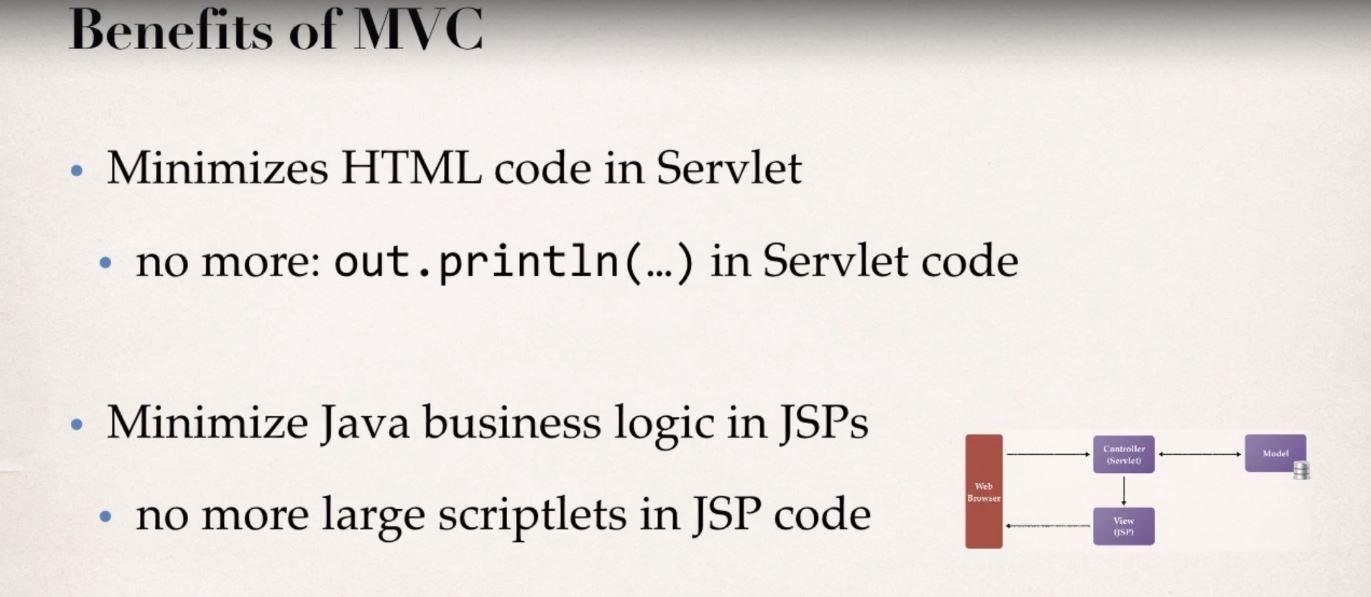 Benefits of MVC
• Minimizes HTML code in Servlet
• no more: out.println(…) in Servlet code
• Minimize Java business logic in JSPs
• no more large scriptlets in JSP code
Web
Browser
Controller
(Servlet)
Model
View
(JSP)